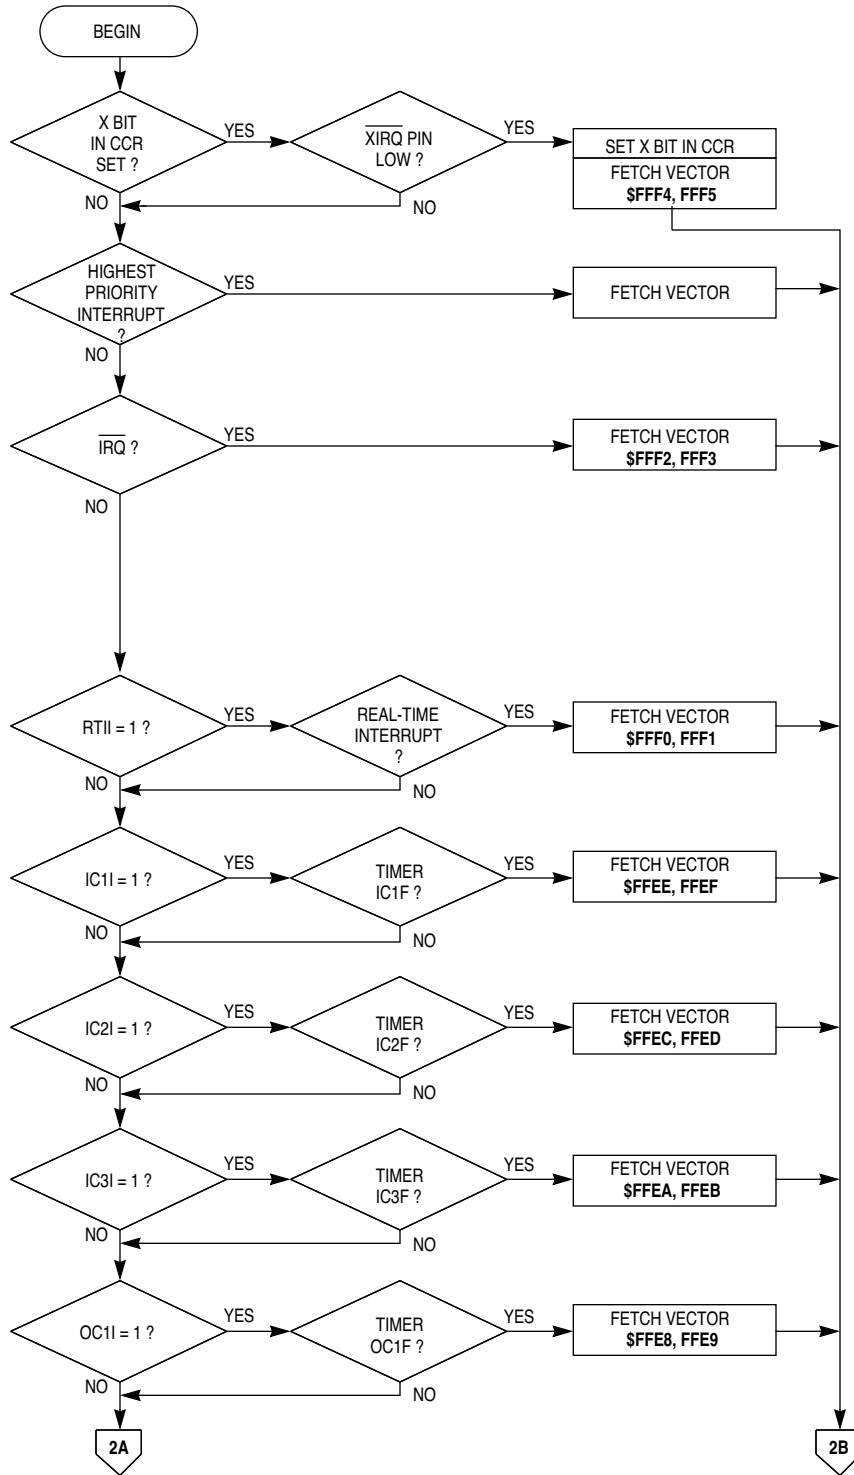 BEGIN
X BIT
IN CCR
SET ?
YES
XIRQ PIN
LOW ?
YES
SET X BIT IN CCR
FETCH VECTOR
$FFF4, FFF5
NO
NO
HIGHEST
PRIORITY
INTERRUPT
?
YES
FETCH VECTOR
NO
IRQ ?
YES
FETCH VECTOR
$FFF2, FFF3
NO
RTII = 1 ?
YES
REAL-TIME
INTERRUPT
?
YES
FETCH VECTOR
$FFF0, FFF1
NO
NO
IC1I = 1 ?
YES
TIMER
IC1F ?
YES
FETCH VECTOR
$FFEE, FFEF
NO
NO
IC2I = 1 ?
YES
TIMER
IC2F ?
YES
FETCH VECTOR
$FFEC, FFED
NO
NO
IC3I = 1 ?
YES
TIMER
IC3F ?
YES
FETCH VECTOR
$FFEA, FFEB
NO
NO
OC1I = 1 ?
YES
TIMER
OC1F ?
YES
FETCH VECTOR
$FFE8, FFE9
NO
NO
2A
2B